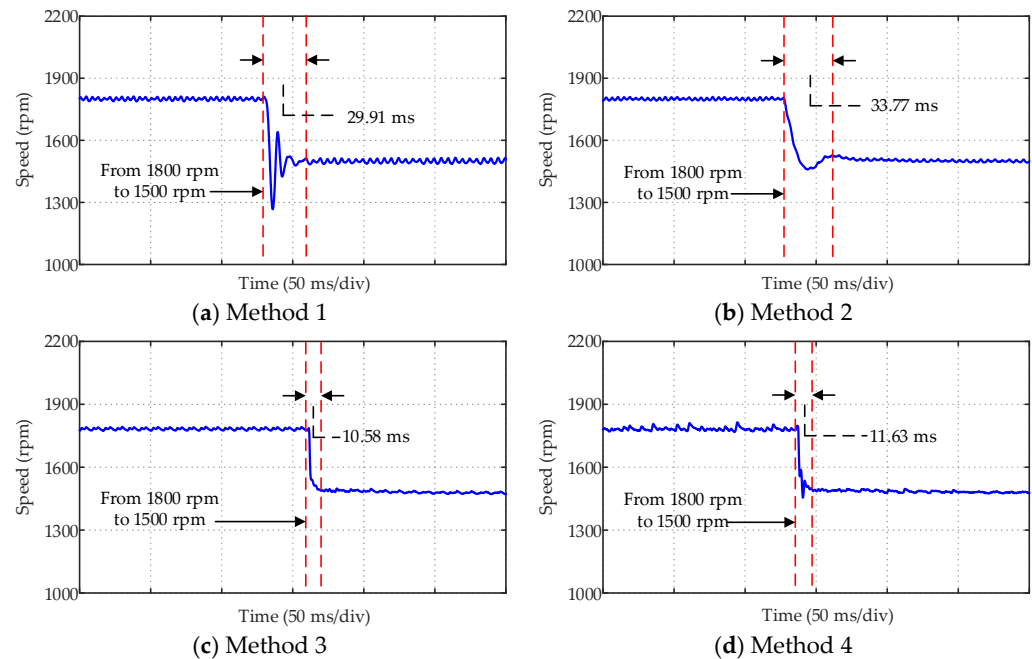 2200
1900
1600
1300
1000
Speed (rpm)
29.91 ms
From 1800 rpm
to 1500 rpm
Time (50 ms/div)
(a) Method 1
2200
1900
1600
1300
1000
Speed (rpm)
33.77 ms
From 1800 rpm
to 1500 rpm
Time (50 ms/div)
(b) Method 2
2200
1900
1600
1300
1000
Speed (rpm)
10.58 ms
From 1800 rpm
to 1500 rpm
Time (50 ms/div)
(c) Method 3
2200
1900
1600
1300
1000
Speed (rpm)
11.63 ms
From 1800 rpm
to 1500 rpm
Time (50 ms/div)
(d) Method 4